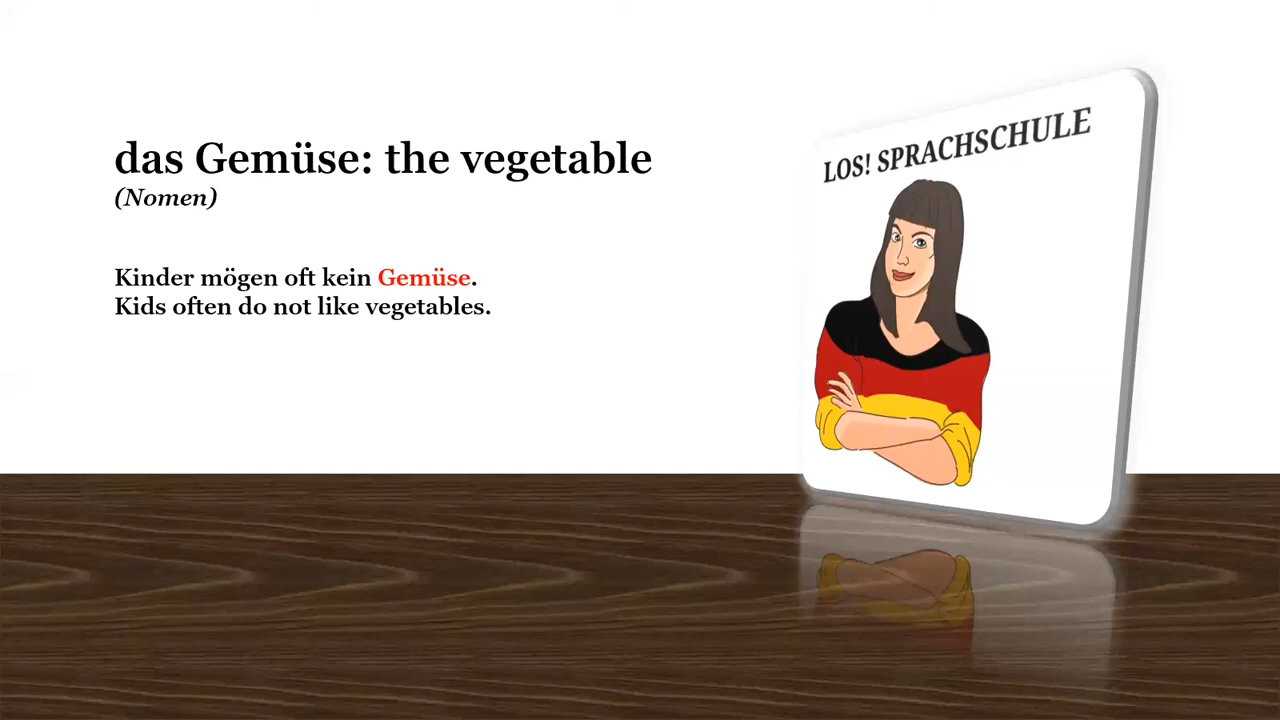 das Gemüse: the vegetable
(Nomen)
Kinder mögen oft kein Gemüse.
Kids often do not like vegetables.
LOS! SPRACHSCHULE